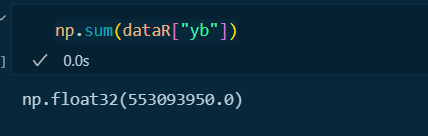 np.sum(dataR["yb"])
0.0s
np.float32(553093950.0)